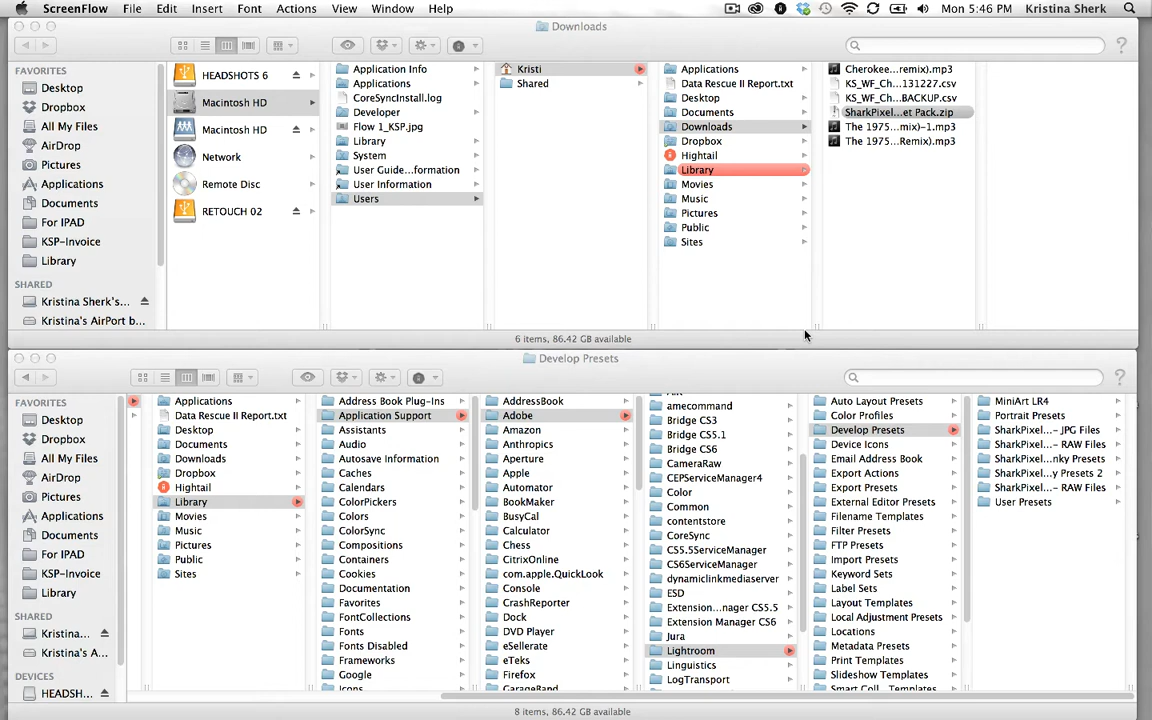 ScreenFlow File Edit Insert Font Actions View Window Help Mon 5:46 PM Kristina Sherk
Downloads
FAVORITES
Desktop
Dropbox
All My Files
AirDrop
Pictures
Applications
Documents
For IPAD
KSP-Invoice
Library
SHARED
Kristina Sherk's...
Kristina's AirPort b...
HEADSHOTS 6
Macintosh HD
Macintosh HD
Network
Remote Disc
RETOUCH 02
Application Info
Applications
CoreSyncInstall.log
Developer
Flow 1_KSP.jpg
Library
System
User Guide...formation
User Information
Users
Kristi
Shared
Applications
Data Rescue II Report.txt
Desktop
Documents
Downloads
Dropbox
Hightail
Library
Movies
Music
Pictures
Public
Sites
Cherokee...remix).mp3
KS_WF_Ch...131227.csv
KS_WF_Ch...BACKUP.csv
SharkPixel...et Pack.zip
The 1975...mix)-1.mp3
The 1975...Remix).mp3
6 items, 86.42 GB available
Develop Presets
FAVORITES
Desktop
Dropbox
All My Files
AirDrop
Pictures
Applications
Documents
For IPAD
KSP-Invoice
Library
SHARED
Kristina...
Kristina's A...
DEVICES
HEADSH...
Applications
Data Rescue II Report.txt
Desktop
Documents
Downloads
Dropbox
Hightail
Library
Movies
Music
Pictures
Public
Sites
Address Book Plug-Ins
Application Support
Assistants
Audio
Autosave Information
Caches
Calendars
ColorPickers
Colors
ColorSync
Compositions
Containers
Cookies
Documentation
Favorites
FontCollections
Fonts
Fonts Disabled
Frameworks
Google
Icons
AddressBook
Adobe
Amazon
Anthropics
Aperture
Apple
Automator
BookMaker
BusyCal
Calculator
Chess
CitrixOnline
com.apple.QuickLook
Console
CrashReporter
Dock
DVD Player
eSellerate
eTeks
Firefox
GarageBand
amecommand
Bridge CS3
Bridge CS5.1
Bridge CS6
CameraRaw
CEPServiceManager4
Color
Common
contentstore
CoreSync
CS5.5ServiceManager
CS6ServiceManager
dynamiclinkmediaserver
ESD
Extension...nager CS5.5
Extension Manager CS6
Jura
Lightroom
Linguistics
LogTransport
Auto Layout Presets
Color Profiles
Develop Presets
Device Icons
Email Address Book
Export Actions
Export Presets
External Editor Presets
Filename Templates
Filter Presets
FTP Presets
Import Presets
Keyword Sets
Label Sets
Layout Templates
Local Adjustment Presets
Locations
Metadata Presets
Print Templates
Slideshow Templates
Smart Coll...Templates
MiniArt LR4
Portrait Presets
SharkPixel...- JPG Files
SharkPixel...- RAW Files
SharkPixel...nky Presets
SharkPixel...y Presets 2
SharkPixel...- RAW Files
User Presets
8 items, 86.42 GB available